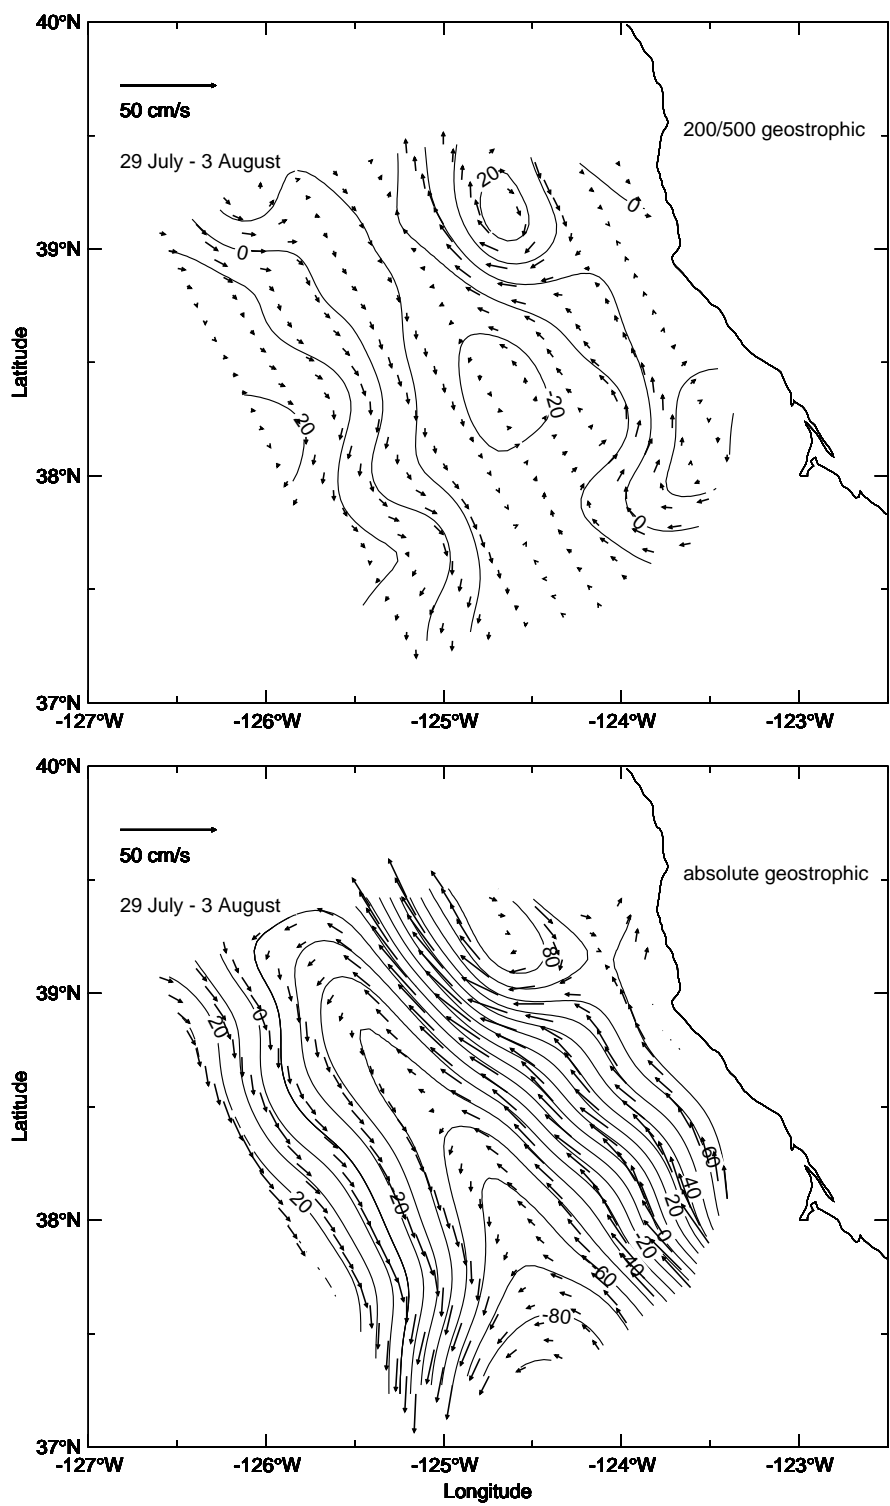 40°N
50 cm/s
200/500 geostrophic
29 July - 3 August
20
0
39°N
0
Latitude
20
-20
38°N
0
37°N
-127°W
-126°W
-125°W
-124°W
-123°W
40°N
50 cm/s
absolute geostrophic
29 July - 3 August
80
39°N
20
0
Latitude
60
40
20
20
20
38°N
0
-20
-40
-60
-80
37°N
-127°W
-126°W
-125°W
-124°W
-123°W
Longitude